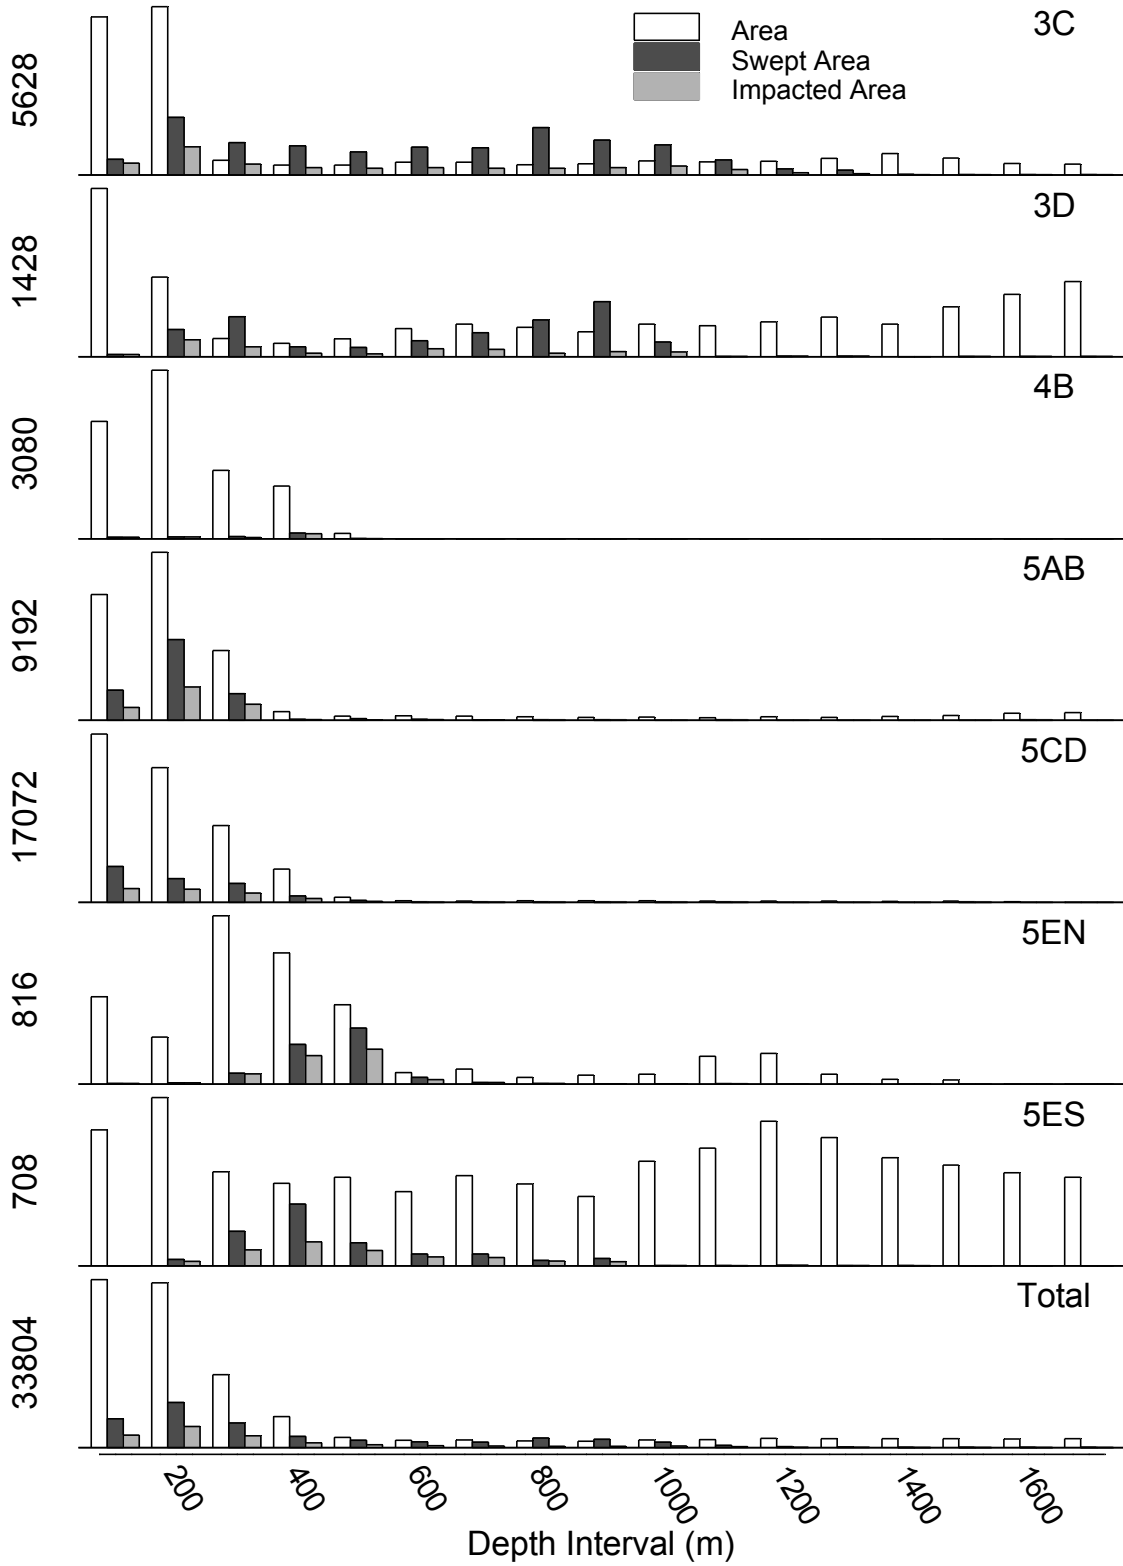 3C
Area
Swept Area
Impacted Area
5628
3D
1428
4B
3080
5AB
9192
5CD
17072
5EN
816
5ES
708
Total
33804
200 400 600 800 1000 1200 1400 1600
Depth Interval (m)